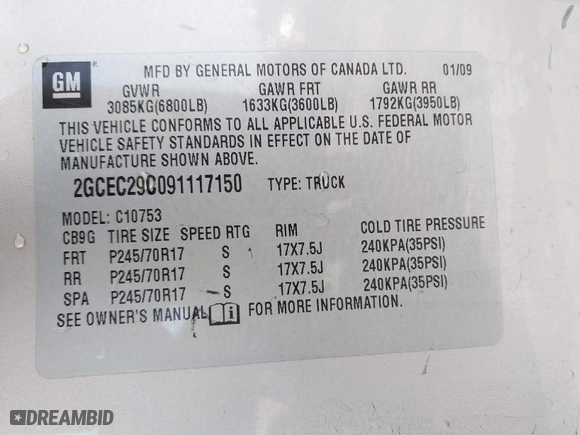 GM
MFD BY GENERAL MOTORS OF CANADA LTD. 01/09
GVWR GAWR FRT GAWR RR
3085KG(6800LB) 1633KG(3600LB) 1792KG(3950LB)
THIS VEHICLE CONFORMS TO ALL APPLICABLE U.S. FEDERAL MOTOR
VEHICLE SAFETY STANDARDS IN EFFECT ON THE DATE OF
MANUFACTURE SHOWN ABOVE.
2GCEC29C091117150 TYPE: TRUCK
MODEL: C10753
CB9G TIRE SIZE SPEED RTG RIM COLD TIRE PRESSURE
FRT P245/70R17 S 17X7.5J 240KPA(35PSI)
RR P245/70R17 S 17X7.5J 240KPA(35PSI)
SPA P245/70R17 S 17X7.5J 240KPA(35PSI)
SEE OWNER'S MANUAL i FOR MORE INFORMATION.
DREAMBID